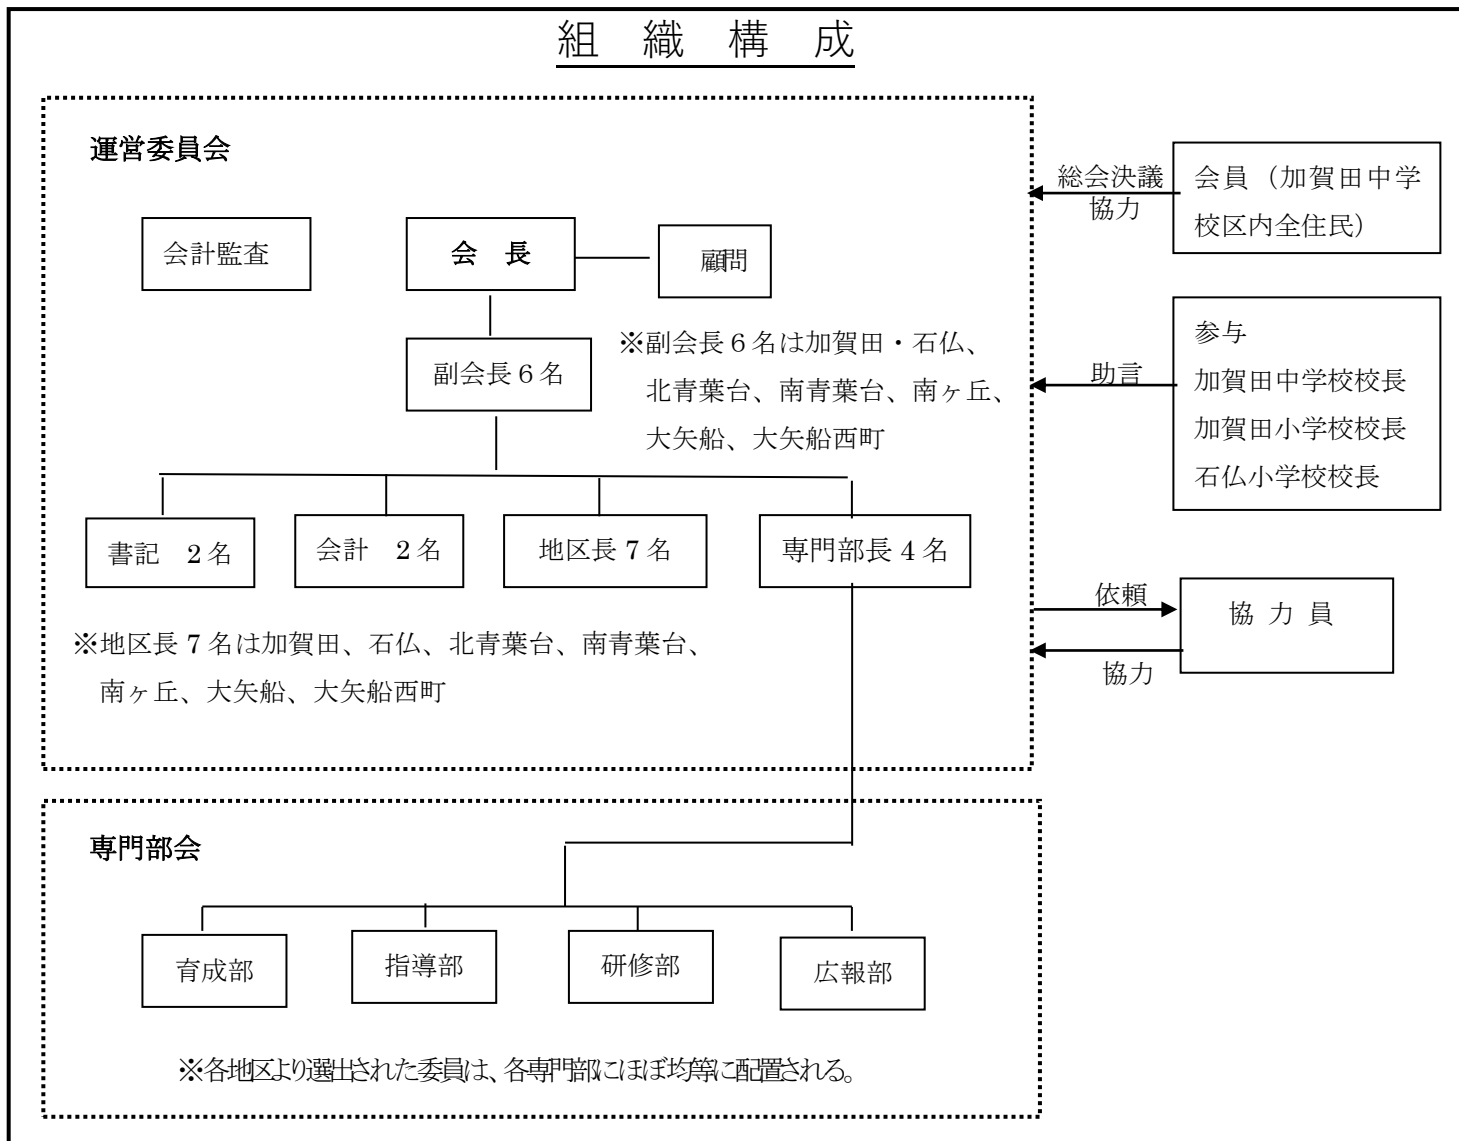 組　織　構　成
運営委員会
会計監査
会　長
顧問
副会長６名
※副会長６名は加賀田・石仏、
北青葉台、南青葉台、南ヶ丘、
大矢船、大矢船西町
書記　2名
会計　2名
地区長 7 名
専門部長 4 名
※地区長 7 名は加賀田、石仏、北青葉台、南青葉台、
南ヶ丘、大矢船、大矢船西町
総会決議
協力
会員（加賀田中学
校区内全住民）
助言
参与
加賀田中学校校長
加賀田小学校校長
石仏小学校校長
依頼
協力
協 力 員
専門部会
育成部
指導部
研修部
広報部
※各地区より選出された委員は、各専門部にほぼ均等に配置される。